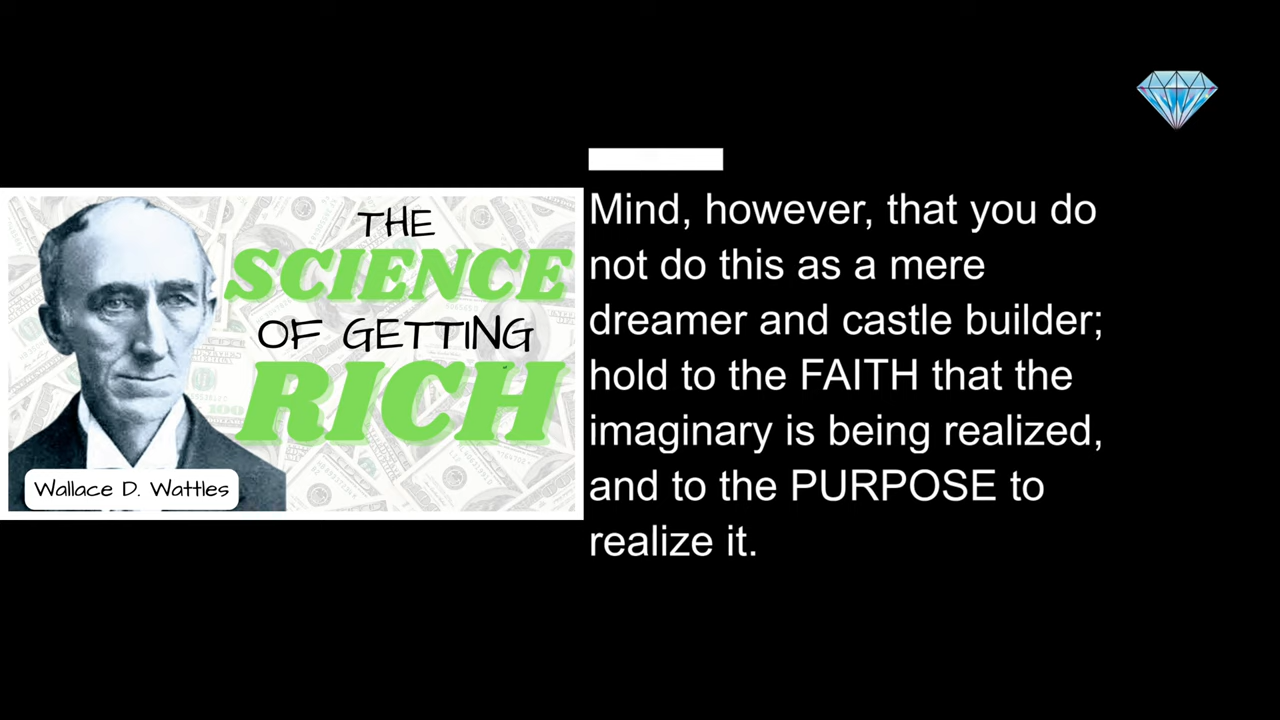 THE
SCIENCE
OF GETTING
RICH
Wallace D. Wattles
Mind, however, that you do
not do this as a mere
dreamer and castle builder;
hold to the FAITH that the
imaginary is being realized,
and to the PURPOSE to
realize it.